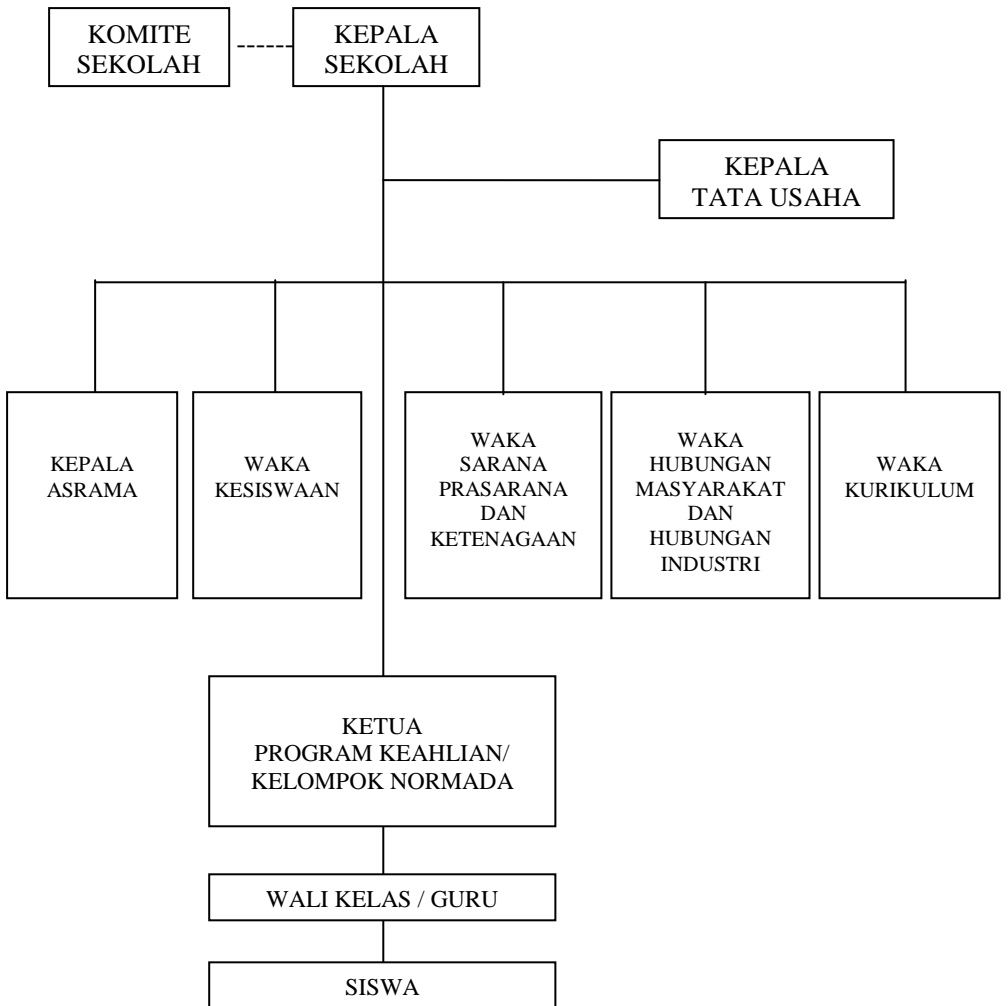 KOMITE
SEKOLAH
KEPALA
SEKOLAH
KEPALA
TATA USAHA
KEPALA
ASRAMA
WAKA
KESISWAAN
WAKA
SARANA
PRASARANA
DAN
KETENAGAAN
WAKA
HUBUNGAN
MASYARAKAT
DAN
HUBUNGAN
INDUSTRI
WAKA
KURIKULUM
KETUA
PROGRAM KEAHLIAN/
KELOMPOK NORMADA
WALI KELAS / GURU
SISWA